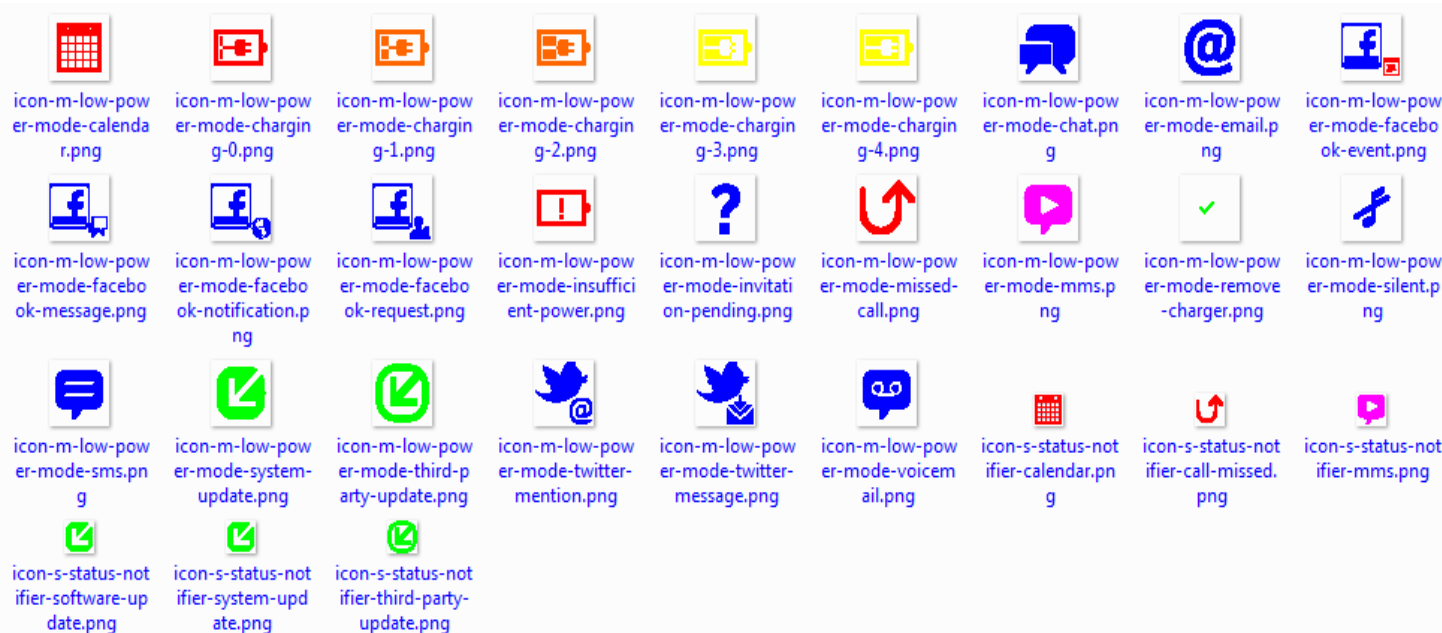 icon-m-low-pow icon-m-low-pow icon-m-low-pow icon-m-low-pow icon-m-low-pow icon-m-low-pow icon-m-low-pow icon-m-low-pow icon-m-low-pow
er-mode-calenda er-mode-chargin er-mode-chargin er-mode-chargin er-mode-chargin er-mode-chargin er-mode-chat.pn er-mode-email.p er-mode-facebo
r.png g-0.png g-1.png g-2.png g-3.png g-4.png g ng ok-event.png
icon-m-low-pow icon-m-low-pow icon-m-low-pow icon-m-low-pow icon-m-low-pow icon-m-low-pow icon-m-low-pow icon-m-low-pow icon-m-low-pow
er-mode-facebo er-mode-facebo er-mode-facebo er-mode-insuffici er-mode-invitati er-mode-missed- er-mode-mms.p er-mode-remove er-mode-silent.p
ok-message.png ok-notification.p ok-request.png ent-power.png on-pending.png call.png ng -charger.png ng
ng
icon-m-low-pow icon-m-low-pow icon-m-low-pow icon-m-low-pow icon-m-low-pow icon-m-low-pow icon-s-status-not icon-s-status-not icon-s-status-not
er-mode-sms.pn er-mode-system- er-mode-third-p er-mode-twitter- er-mode-twitter- er-mode-voicem ifier-calendar.pn ifier-call-missed. ifier-mms.png
g update.png arty-update.png mention.png message.png ail.png g png
icon-s-status-not icon-s-status-not icon-s-status-not
ifier-software-up ifier-system-upd ifier-third-party-
date.png ate.png update.png